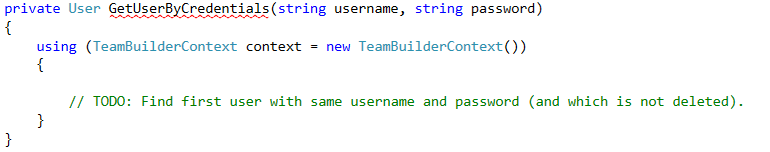 private User GetUserByCredentials(string username, string password)
{
using (TeamBuilderContext context = new TeamBuilderContext())
{
// TODO: Find first user with same username and password (and which is not deleted).
}
}